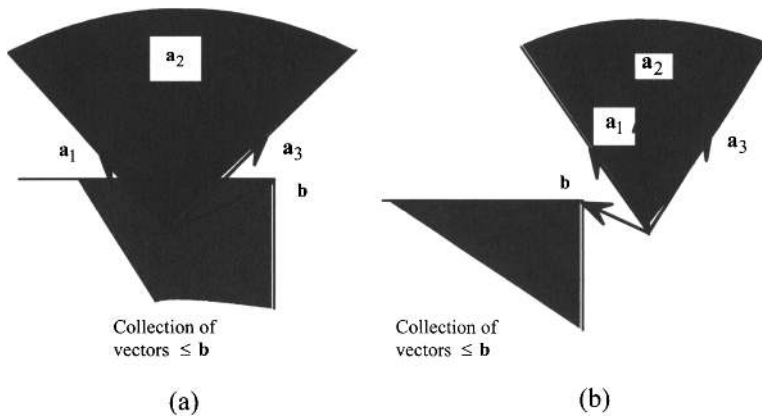 a2
a1
a3
b
Collection of
vectors ≤ b
(a)
a2
a1
a3
b
Collection of
vectors ≤ b
(b)